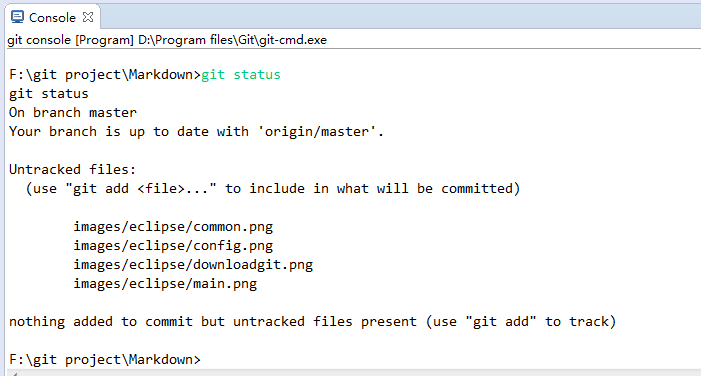 Console
git console [Program] D:\Program files\Git\git-cmd.exe
F:\git project\Markdown>git status
git status
On branch master
Your branch is up to date with 'origin/master'.
Untracked files:
  (use "git add <file>..." to include in what will be committed)
        images/eclipse/common.png
        images/eclipse/config.png
        images/eclipse/downloadgit.png
        images/eclipse/main.png
nothing added to commit but untracked files present (use "git add" to track)
F:\git project\Markdown>